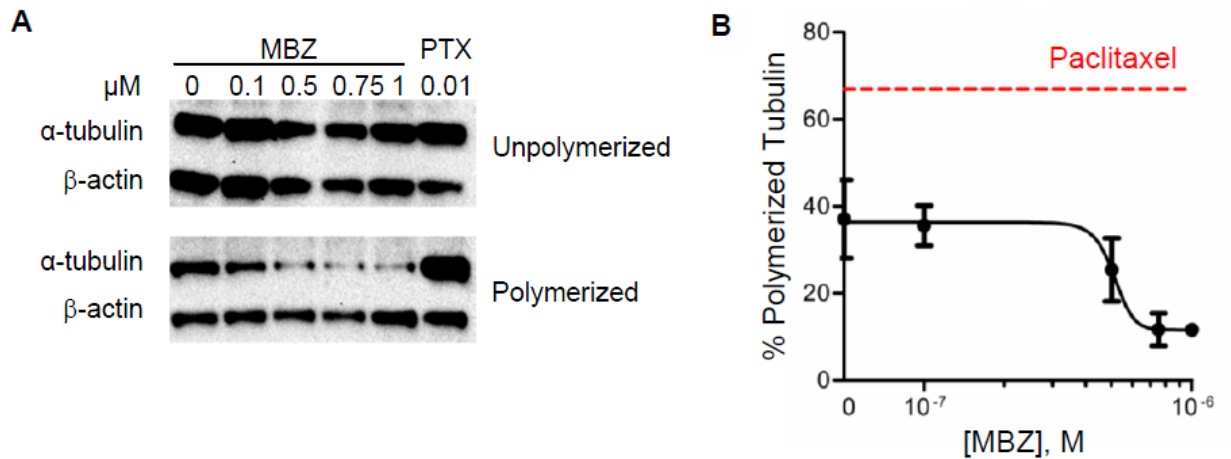 A
MBZ PTX
μM 0 0.1 0.5 0.75 1 0.01
α-tubulin
Unpolymerized
β-actin
α-tubulin
Polymerized
β-actin
B
% Polymerized Tubulin
80
60
40
20
0
Paclitaxel
0 10⁻⁷ 10⁻⁶
[MBZ], M